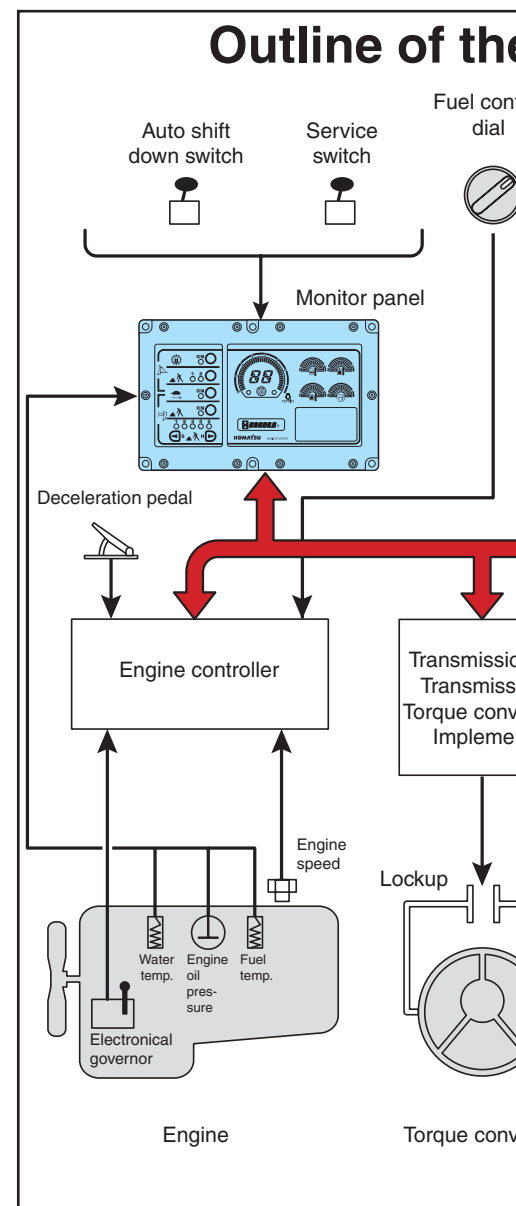 Outline of the
Fuel cont
dial
Auto shift
down switch
Service
switch
Monitor panel
KOMATSU
Deceleration pedal
Engine controller
Transmissio
Transmiss
Torque conv
Impleme
Engine
speed
Lockup
Water
temp.
Engine
oil
pres-
sure
Fuel
temp.
Electronical
governor
Engine
Torque conv